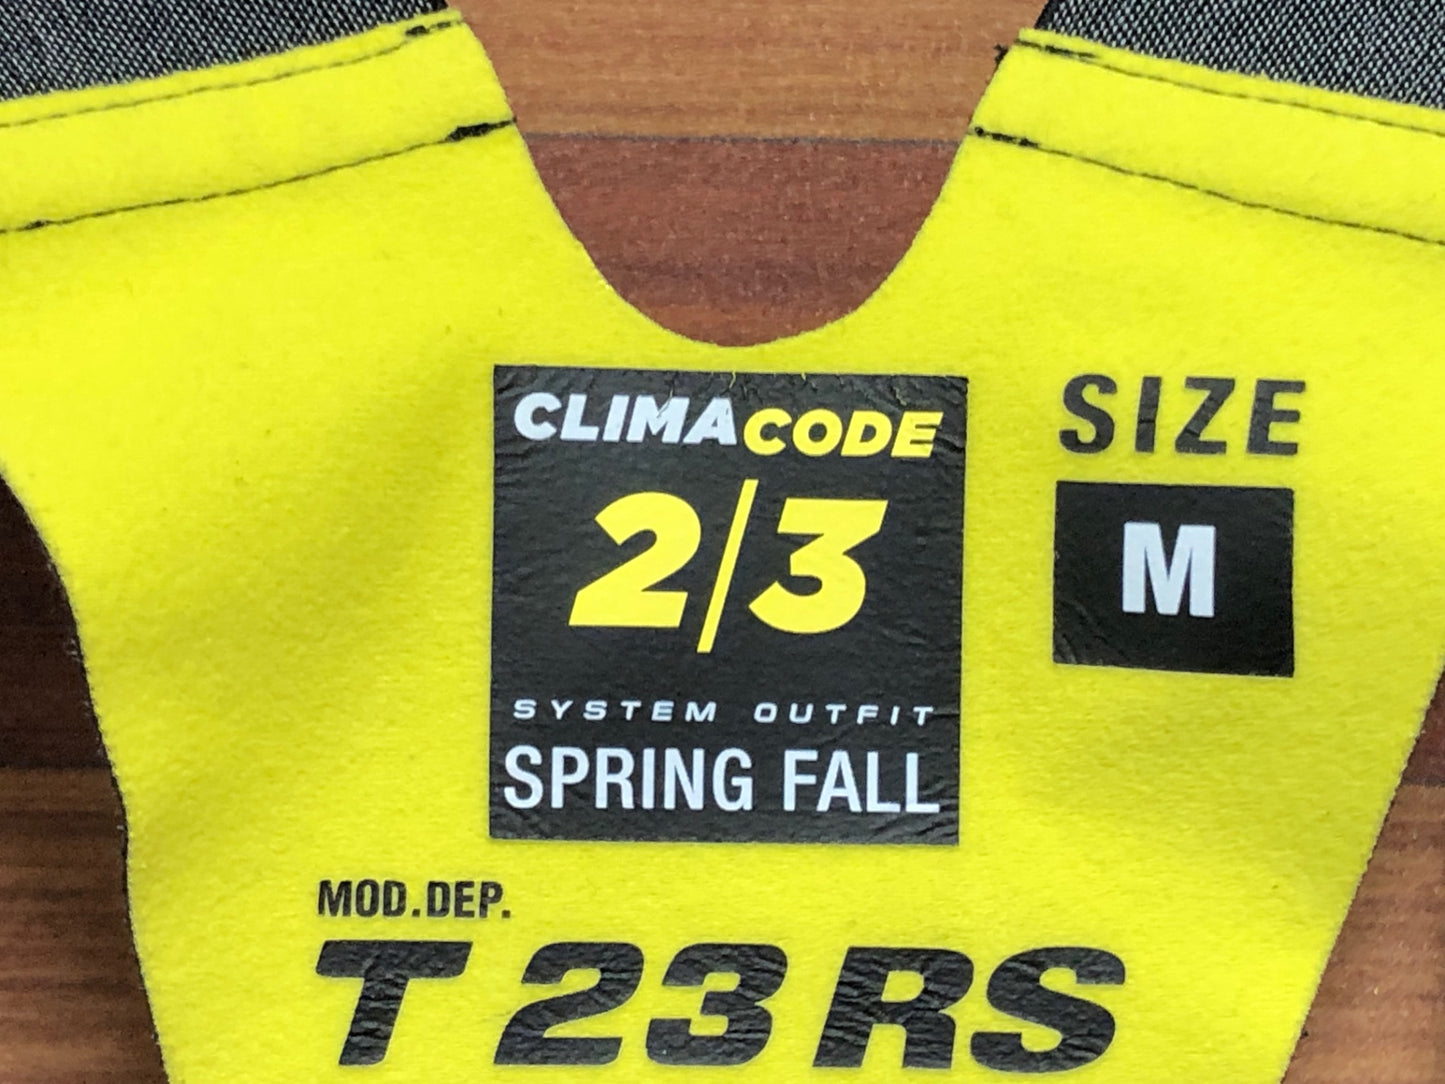 CLIMACODE
2/3
SYSTEM OUTFIT
SPRING FALL
SIZE
M
MOD.DEP.
T 23 RS